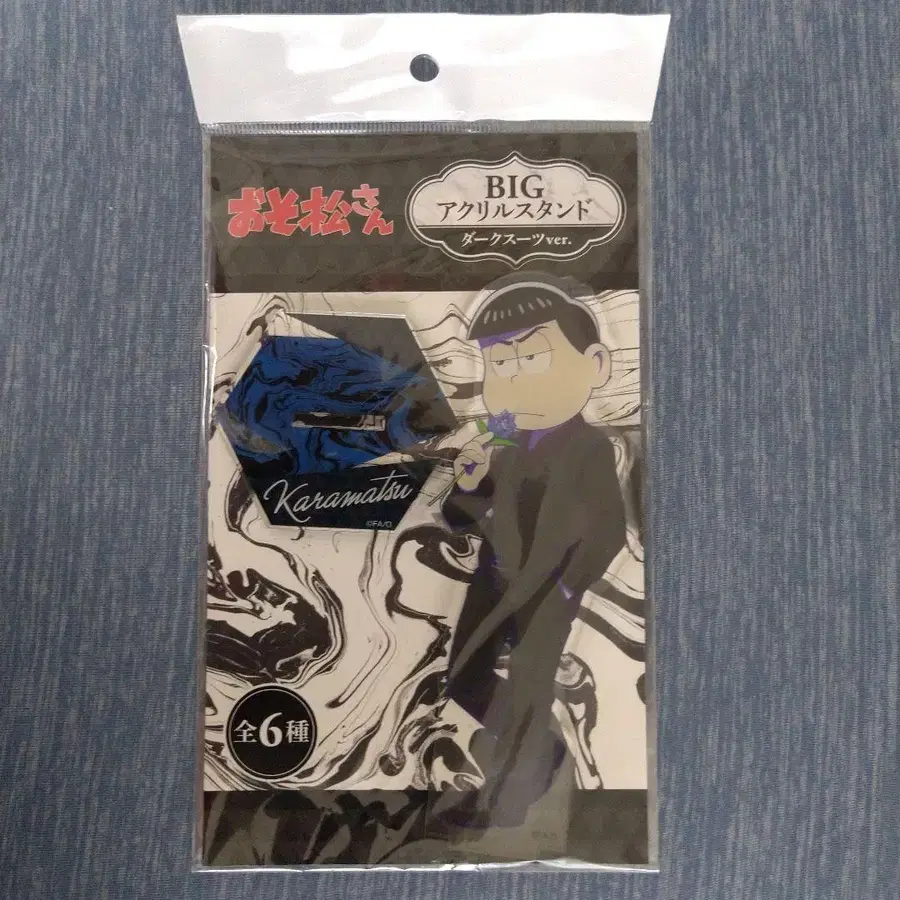 おそ松さん
BIG
アクリルスタンド
ダークスーツver.
Karamatsu
©FA/O
全6種